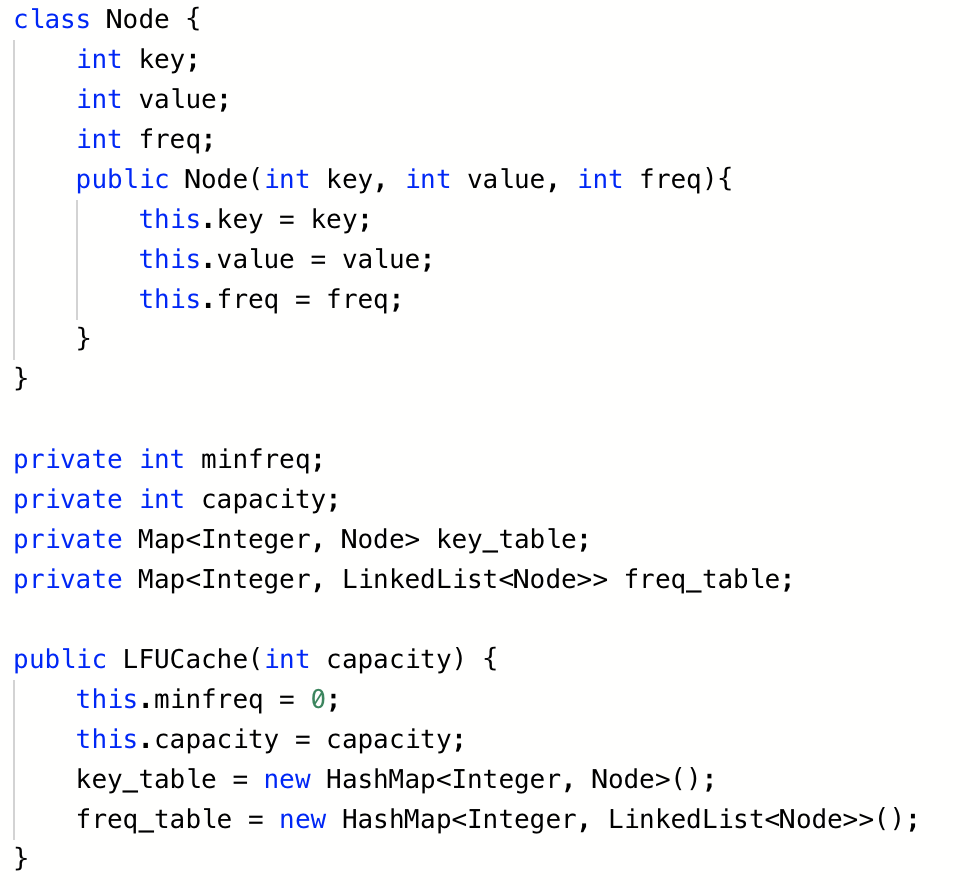 class Node {
    int key;
    int value;
    int freq;
    public Node(int key, int value, int freq){
        this.key = key;
        this.value = value;
        this.freq = freq;
    }
}

private int minfreq;
private int capacity;
private Map<Integer, Node> key_table;
private Map<Integer, LinkedList<Node>> freq_table;

public LFUCache(int capacity) {
    this.minfreq = 0;
    this.capacity = capacity;
    key_table = new HashMap<Integer, Node>();
    freq_table = new HashMap<Integer, LinkedList<Node>>();
}